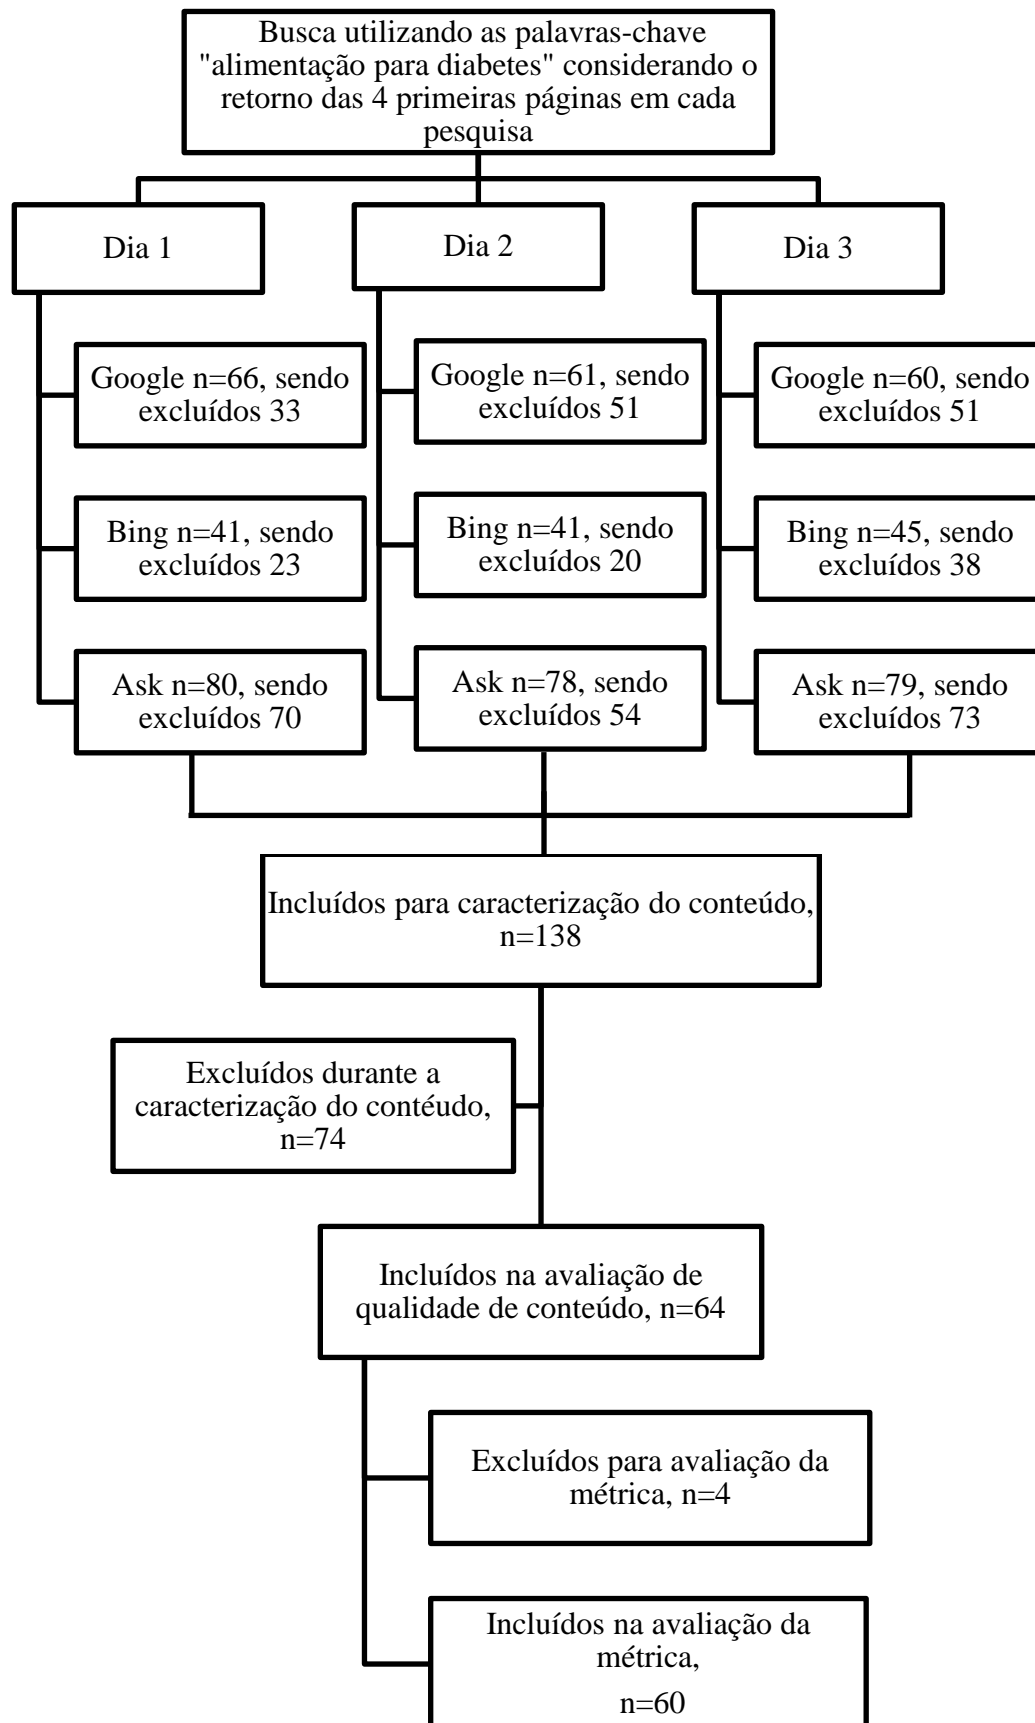 Busca utilizando as palavras-chave
"alimentação para diabetes" considerando o
retorno das 4 primeiras páginas em cada
pesquisa
Dia 1
Dia 2
Dia 3
Google n=66, sendo
excluídos 33
Google n=61, sendo
excluídos 51
Google n=60, sendo
excluídos 51
Bing n=41, sendo
excluídos 23
Bing n=41, sendo
excluídos 20
Bing n=45, sendo
excluídos 38
Ask n=80, sendo
excluídos 70
Ask n=78, sendo
excluídos 54
Ask n=79, sendo
excluídos 73
Incluídos para caracterização do conteúdo,
n=138
Excluídos durante a
caracterização do contéudo,
n=74
Incluídos na avaliação de
qualidade de conteúdo, n=64
Excluídos para avaliação da
métrica, n=4
Incluídos na avaliação da
métrica,
n=60